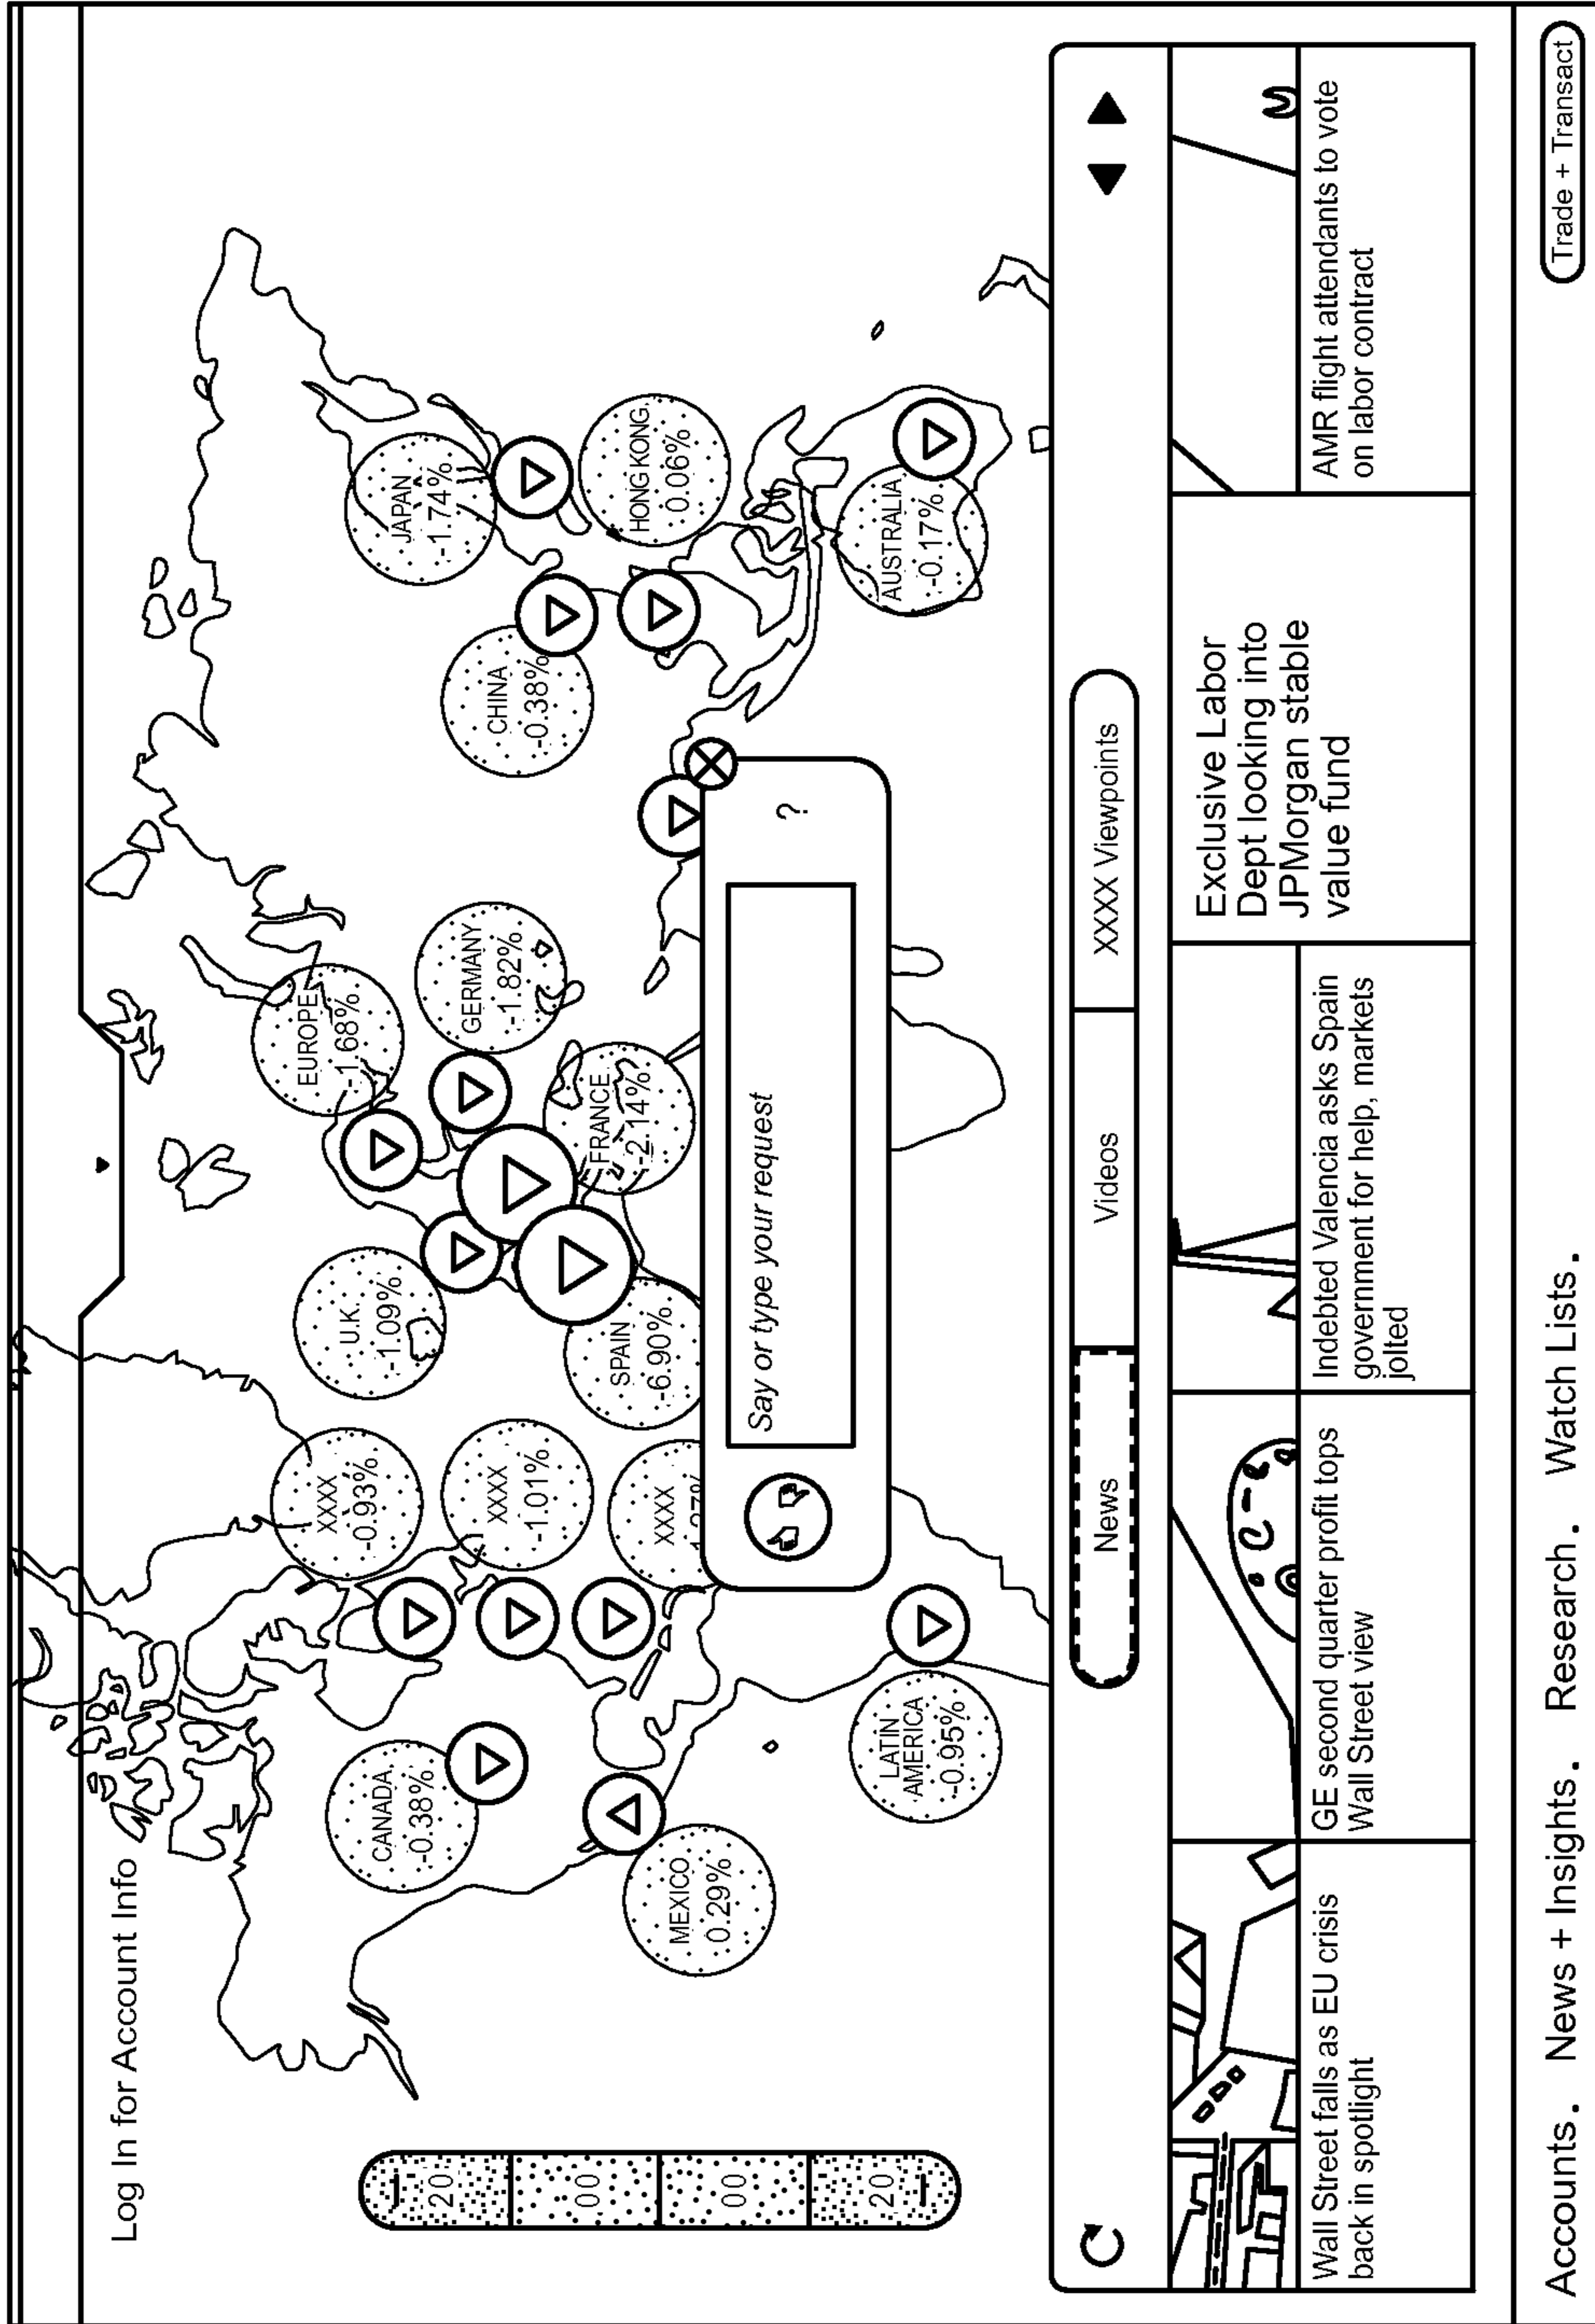 Log In for Account Info
EUROPE
-1.68%
JAPAN
-1.74%
U.K.
-1.09%
XXXX
-0.93%
CANADA
-0.38%
GERMANY
-1.82%
CHINA
-0.38%
XXXX
-1.01%
FRANCE
-2.14%
HONG KONG
0.06%
SPAIN
-6.90%
XXXX
MEXICO
0.29%
AUSTRALIA
-0.17%
LATIN
AMERICA
-0.95%
20
00
00
20
Say or type your request
?
News
Videos
XXXX Viewpoints
Wall Street falls as EU crisis
back in spotlight
GE second quarter profit tops
Wall Street view
Indebted Valencia asks Spain
government for help, markets
jolted
Exclusive Labor
Dept looking into
JPMorgan stable
value fund
AMR flight attendants to vote
on labor contract
Accounts. News + Insights. Research. Watch Lists.
Trade + Transact